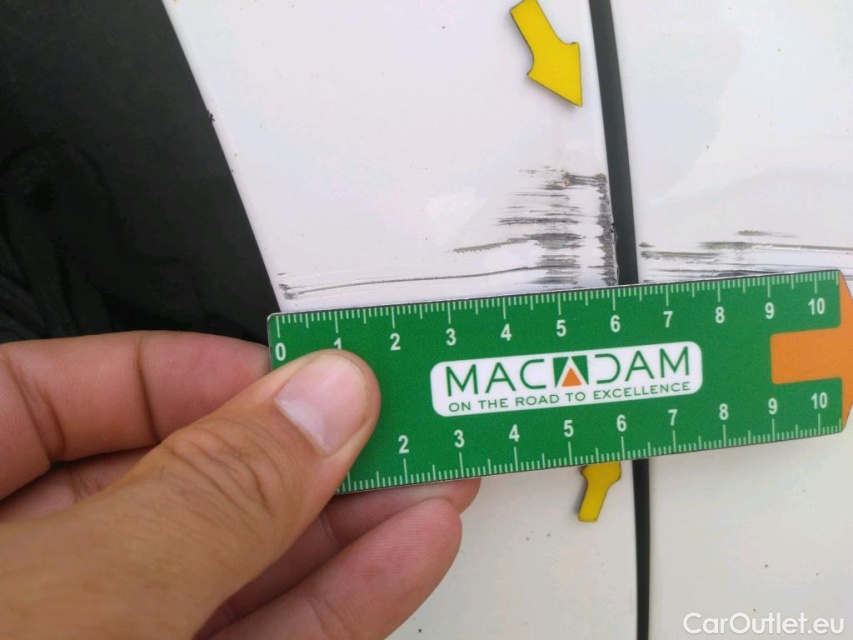 0 1 2 3 4 5 6 7 8 9 10
MACADAM
ON THE ROAD TO EXCELLENCE
2 3 4 5 6 7 8 9 10
CarOutlet.eu